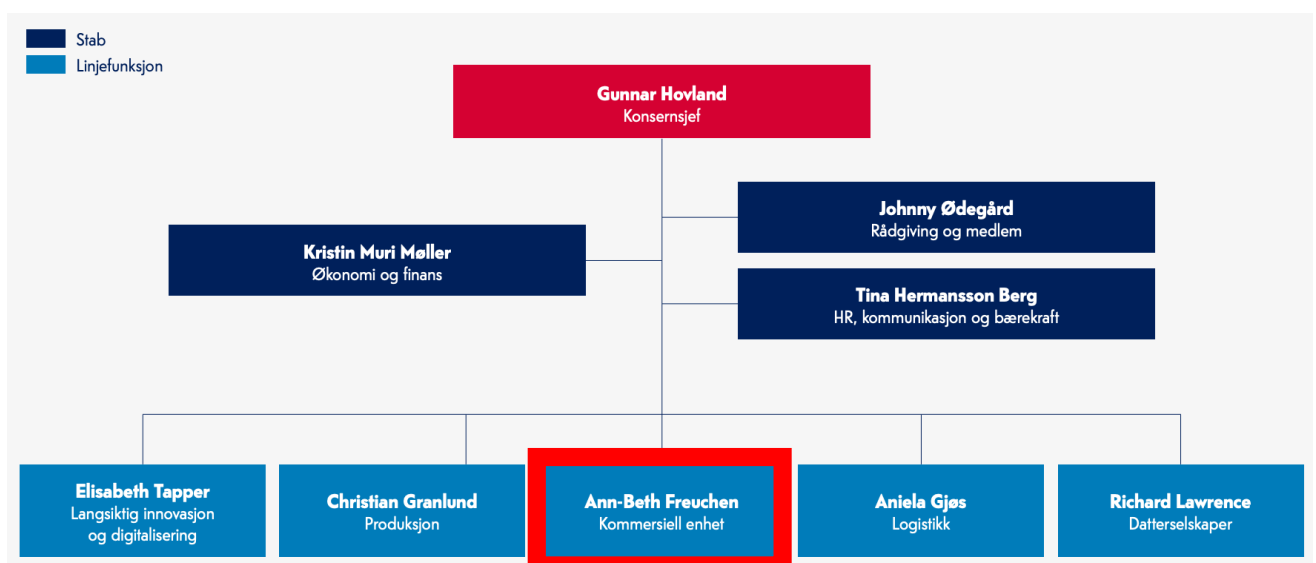 Stab
Linjefunksjon
Gunnar Hovland
Konsernsjef
Johnny Ødegård
Rådgiving og medlem
Kristin Muri Møller
Økonomi og finans
Tina Hermansson Berg
HR, kommunikasjon og bærekraft
Elisabeth Tapper
Langsiktig innovasjon
og digitalisering
Christian Granlund
Produksjon
Ann-Beth Freuchen
Kommersiell enhet
Aniela Gjøs
Logistikk
Richard Lawrence
Datterselskaper